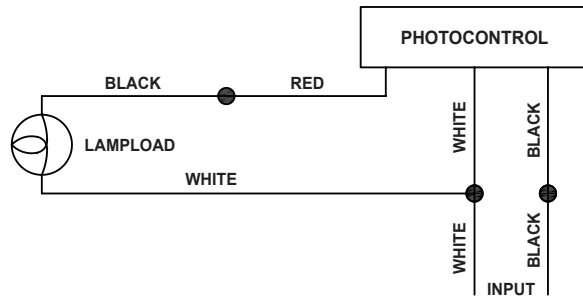 PHOTOCONTROL
BLACK
RED
LAMPLOAD
WHITE
WHITE
BLACK
WHITE
BLACK
INPUT